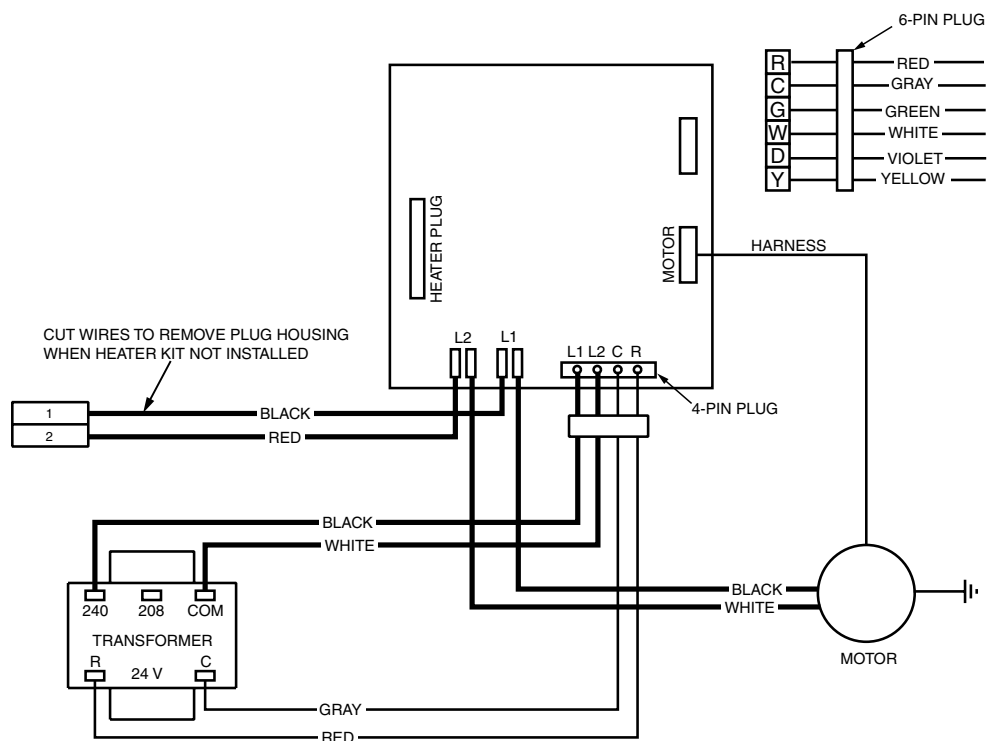 6-PIN PLUG
R
RED
C
GRAY
G
GREEN
W
WHITE
D
VIOLET
Y
YELLOW
HEATER PLUG
MOTOR
HARNESS
CUT WIRES TO REMOVE PLUG HOUSING
WHEN HEATER KIT NOT INSTALLED
L2
L1
L1 L2 C R
4-PIN PLUG
1
BLACK
2
RED
BLACK
WHITE
240
208
COM
TRANSFORMER
R
24 V
C
BLACK
WHITE
MOTOR
GRAY
RED